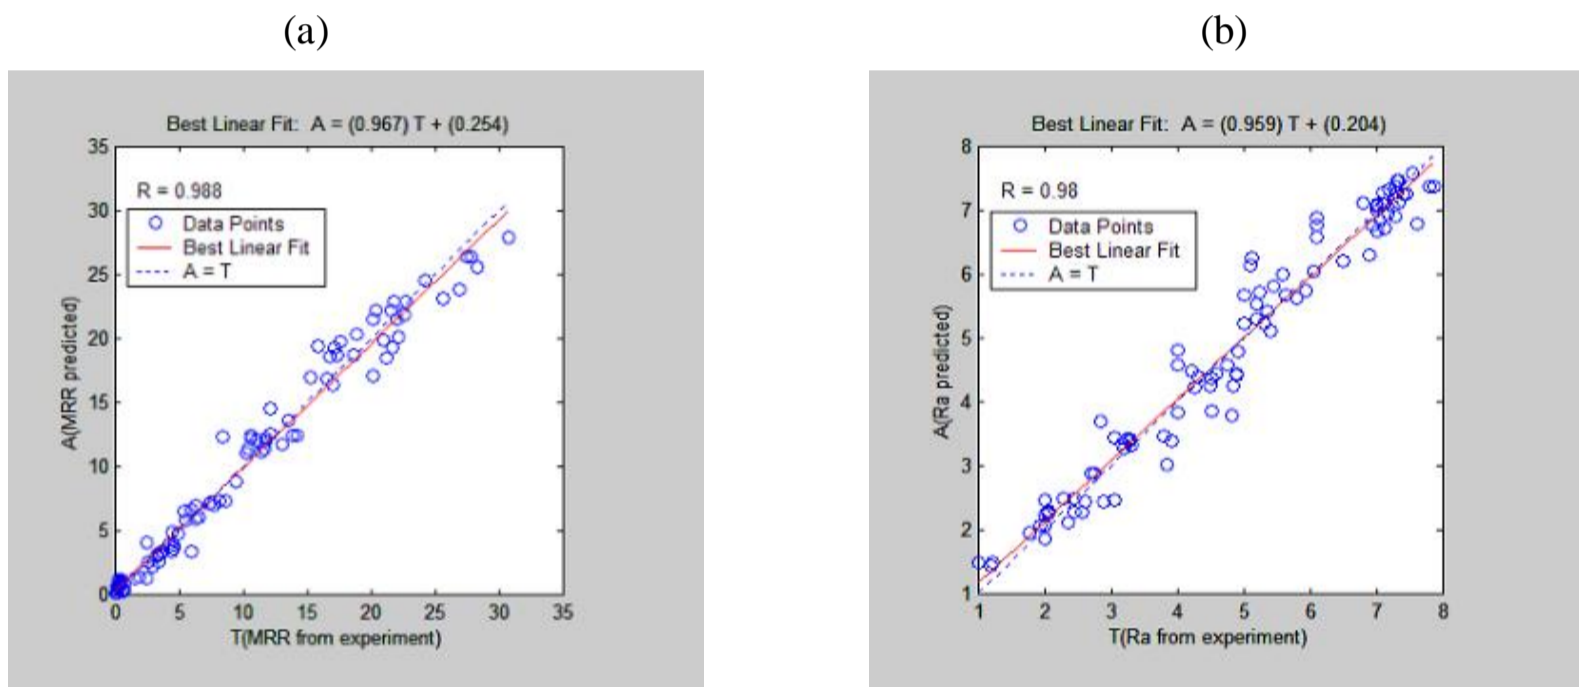 (a)
Best Linear Fit: A = (0.967) T + (0.254)
35
30
25
20
15
10
5
0
R = 0.988
Data Points
Best Linear Fit
A = T
A(MRR predicted)
0 5 10 15 20 25 30 35
T(MRR from experiment)
(b)
Best Linear Fit: A = (0.959) T + (0.204)
8
7
6
5
4
3
2
1
R = 0.98
Data Points
Best Linear Fit
A = T
A(Ra predicted)
1 2 3 4 5 6 7 8
T(Ra from experiment)